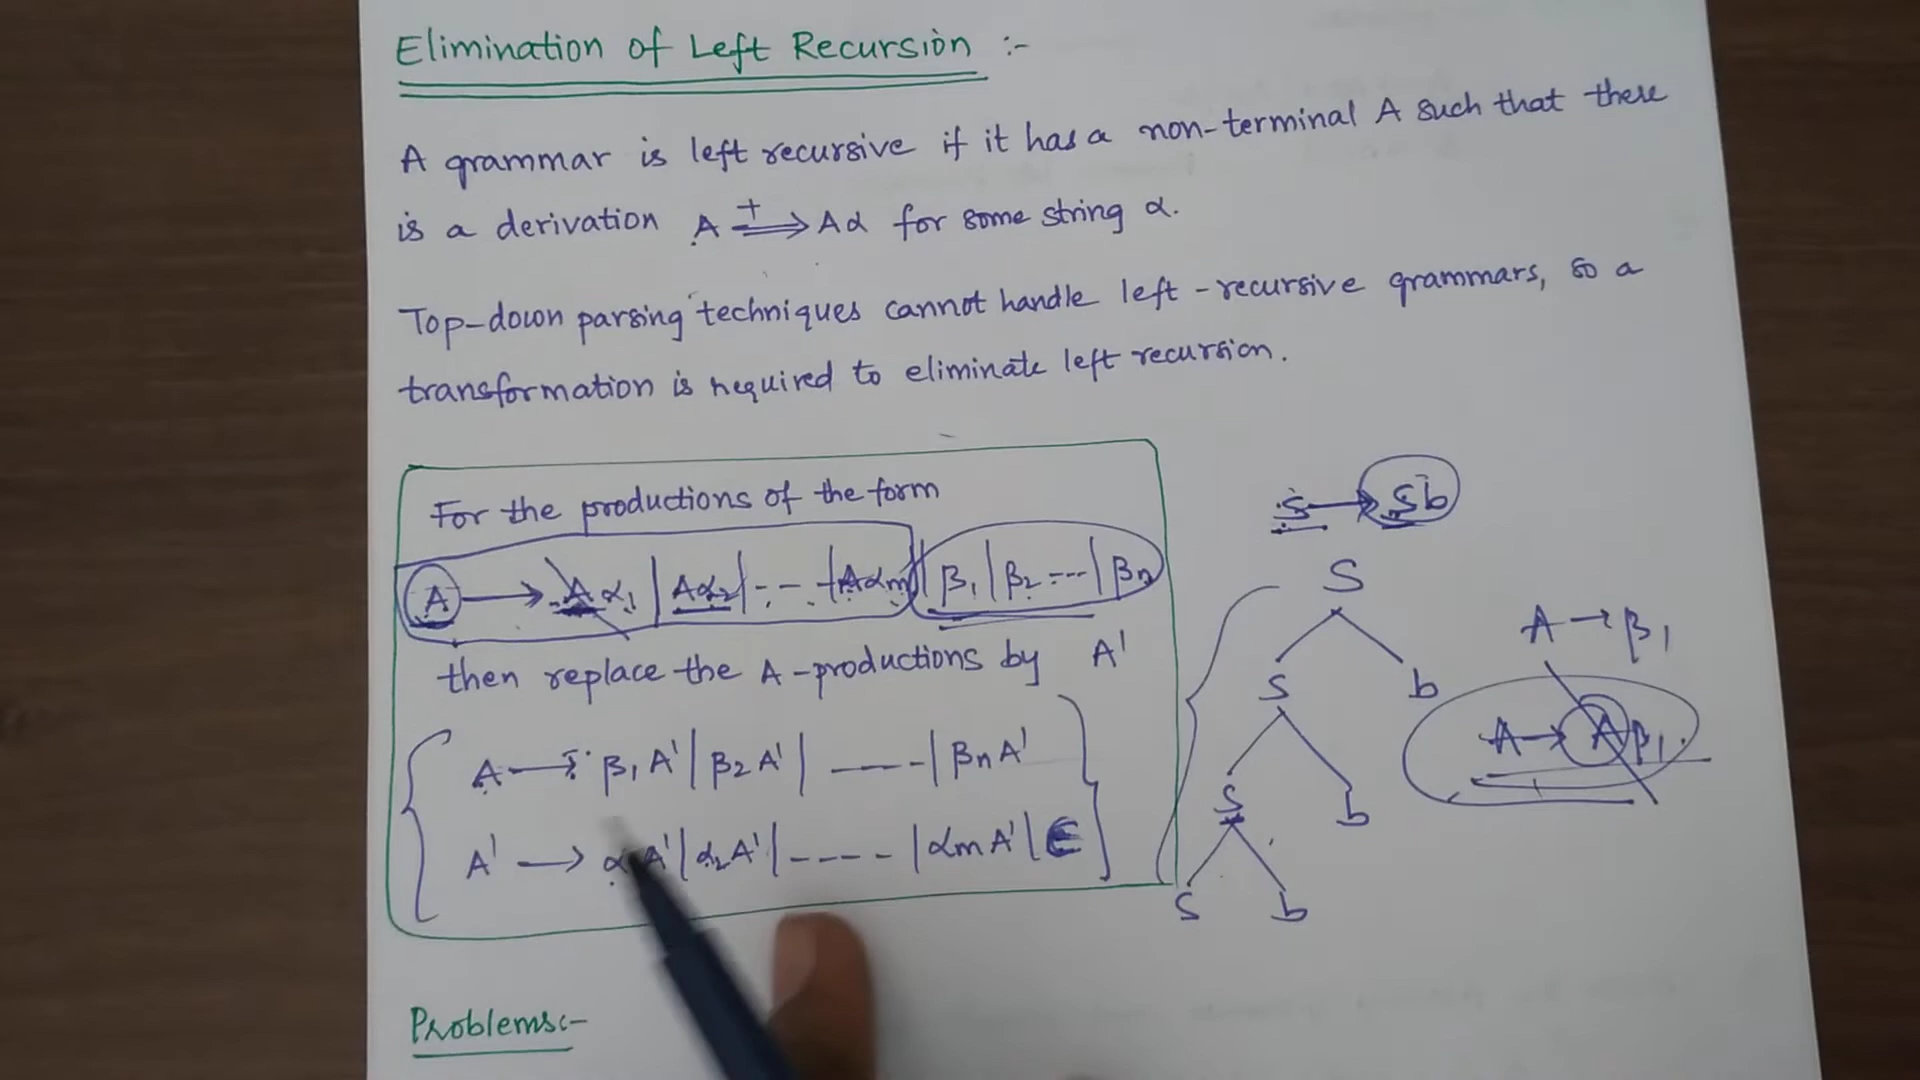 Elimination of Left Recursion :-
A grammar is left recursive if it has a non-terminal A such that there
is a derivation A ⇒+ Aα for some string α.
Top-down parsing techniques cannot handle left-recursive grammars, so a
transformation is required to eliminate left recursion.
For the productions of the form
A → Aα1 | Aα2 | --- | Aαm | β1 | β2 --- | βn
then replace the A-productions by A'
A → β1A' | β2A' | ----- | βnA'
A' → α1A' | α2A' | ---- | αmA' | ϵ
S → Sb
S
S b
S b
S b
A → β1
A → Aβ1.
Problems:-